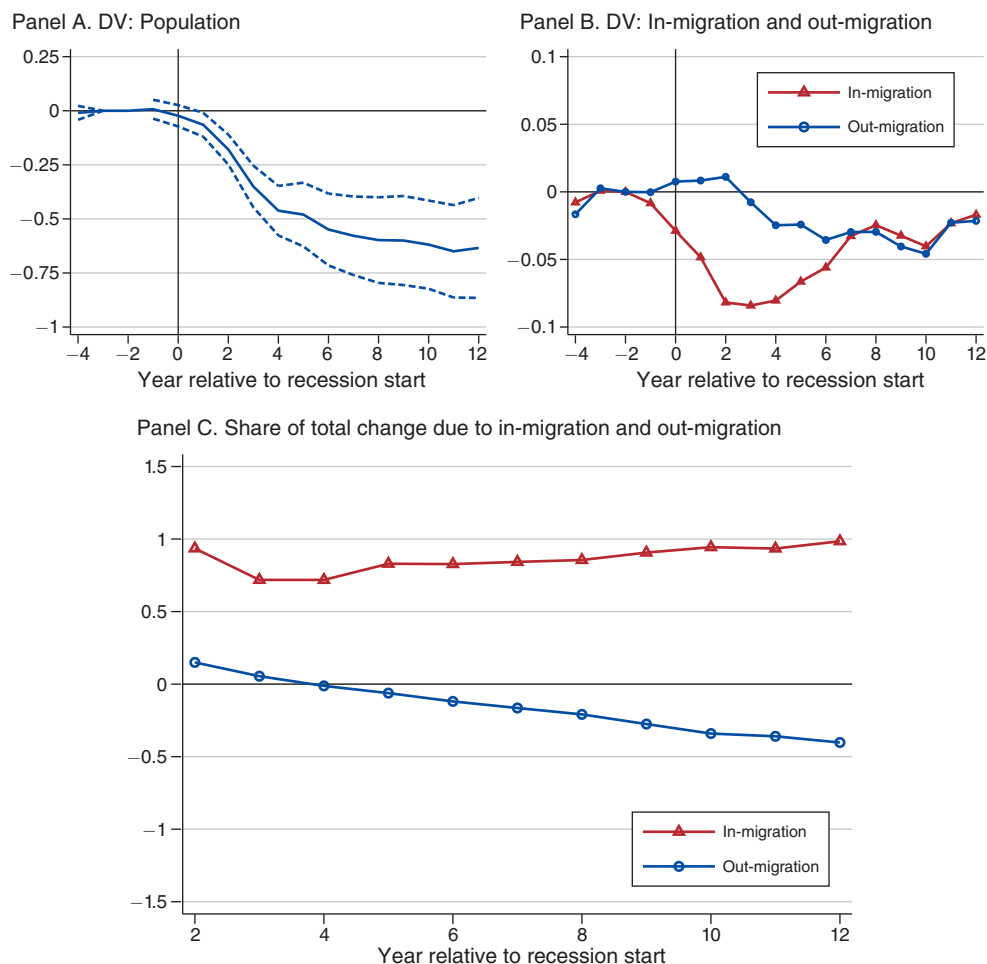 Panel A. DV: Population
0.25
0
−0.25
−0.5
−0.75
−1
−4 −2 0 2 4 6 8 10 12
Year relative to recession start
Panel B. DV: In-migration and out-migration
0.1
0.05
0
−0.05
−0.1
In-migration
Out-migration
−4 −2 0 2 4 6 8 10 12
Year relative to recession start
Panel C. Share of total change due to in-migration and out-migration
1.5
1
0.5
0
−0.5
−1
−1.5
In-migration
Out-migration
2 4 6 8 10 12
Year relative to recession start